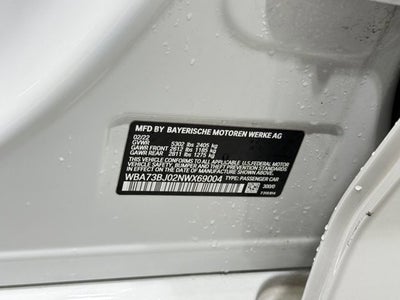 MFD BY BAYERISCHE MOTOREN WERKE AG
02/22
GVWR 5302 lbs 2405 kg
GAWR FRONT 2612 lbs 1185 kg
GAWR REAR 2811 lbs 1275 kg
THIS VEHICLE CONFORMS TO ALL APPLICABLE U.S.FEDERAL MOTOR
VEHICLE SAFETY, BUMPER AND THEFT PREVENTION STANDARDS
IN EFFECT ON THE DATE OF MANUFACTURE SHOWN ABOVE.
WBA73BJ02NWX69004 TYPE: PASSENGER CAR
300/0